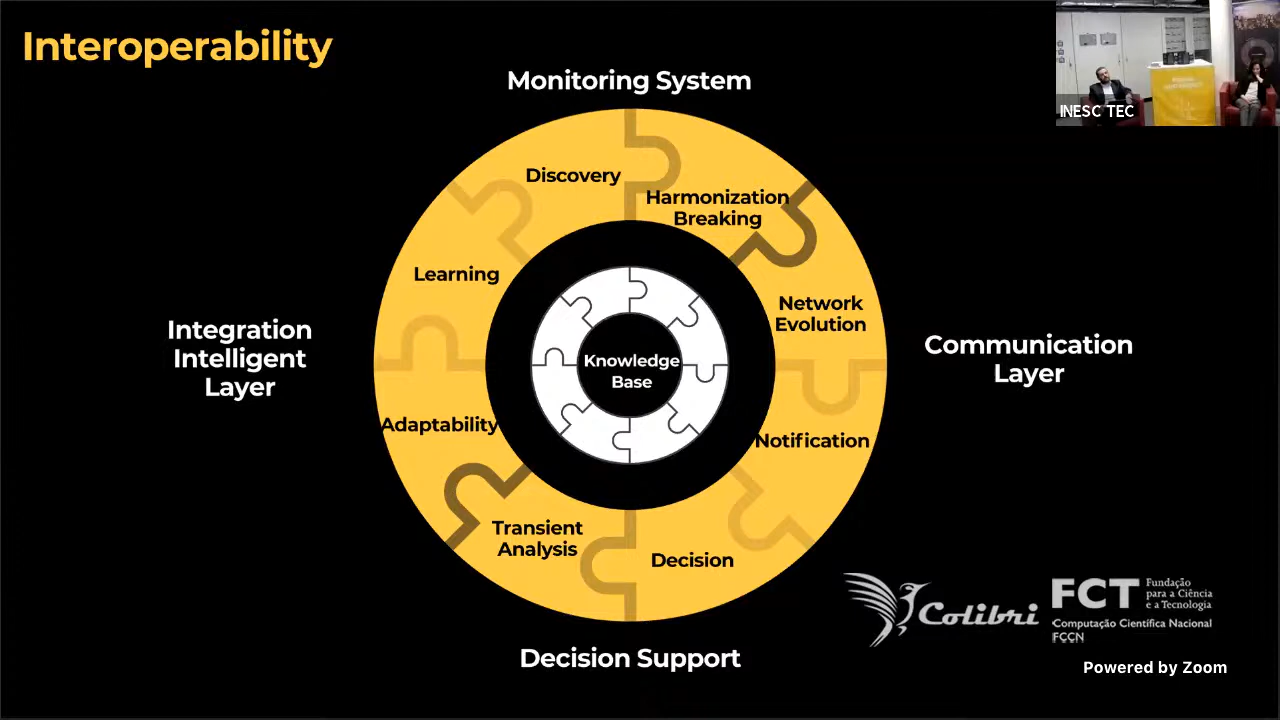 Interoperability
Monitoring System
INESC TEC
Discovery
Harmonization
Breaking
Learning
Network
Evolution
Integration
Intelligent
Layer
Knowledge
Base
Communication
Layer
Adaptability
Notification
Transient
Analysis
Decision
Decision Support
Colibri
FCT
Fundação
para a Ciência
e a Tecnologia
Computação Científica Nacional
FCCN
Powered by Zoom